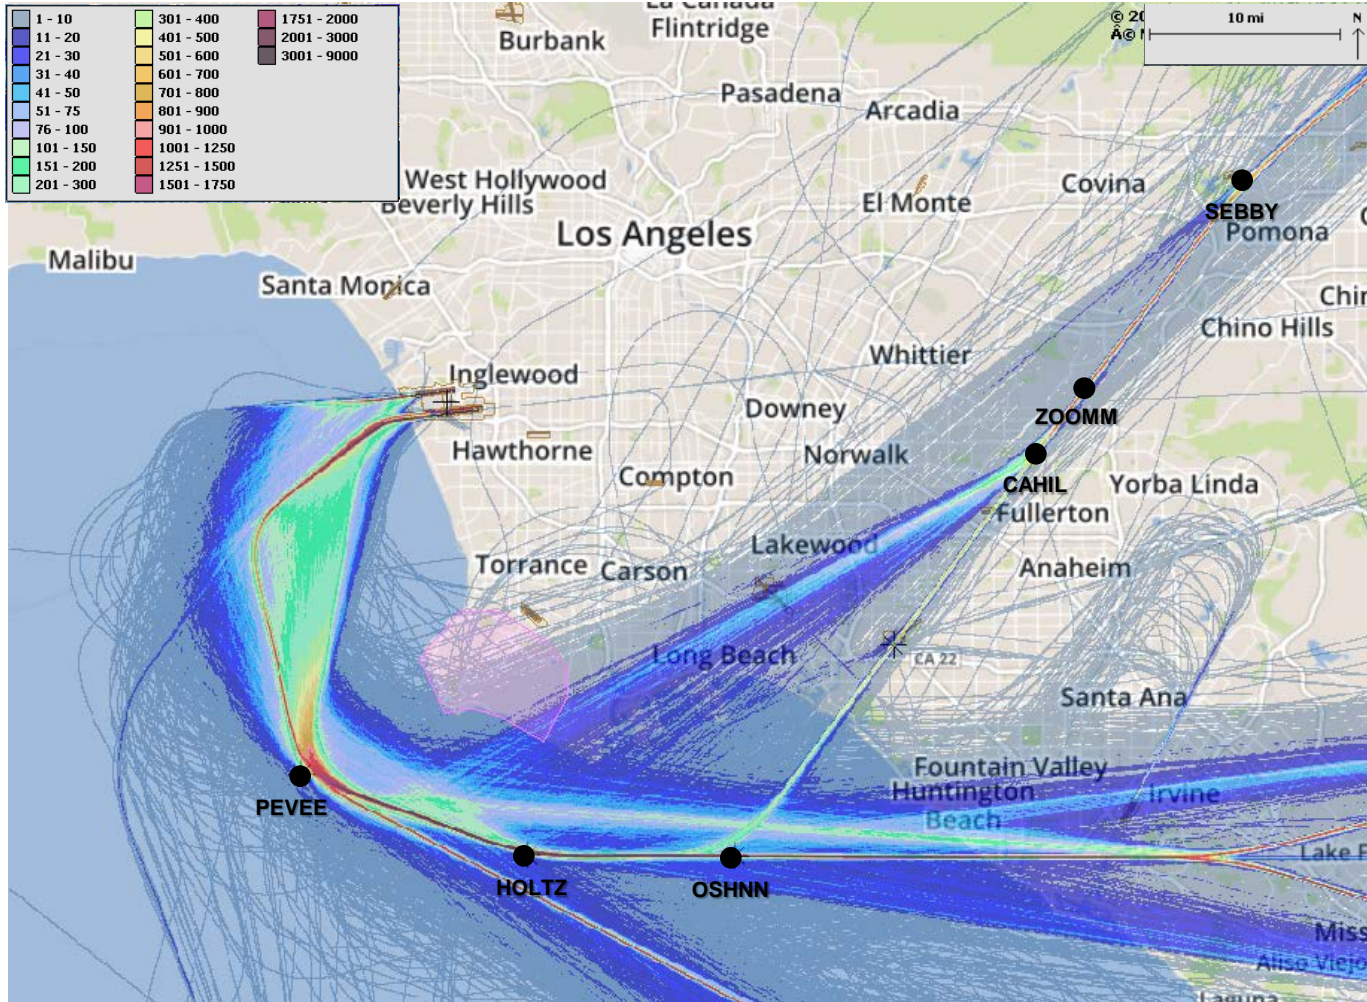 1 - 10
11 - 20
21 - 30
31 - 40
41 - 50
51 - 75
76 - 100
101 - 150
151 - 200
201 - 300
301 - 400
401 - 500
501 - 600
601 - 700
701 - 800
801 - 900
901 - 1000
1001 - 1250
1251 - 1500
1501 - 1750
1751 - 2000
2001 - 3000
3001 - 9000
Burbank
Flintridge
© 20
Â©
10 mi
N
Pasadena
Arcadia
West Hollywood
Beverly Hills
El Monte
Covina
SEBBY
Pomona
Los Angeles
Malibu
Santa Monica
Chino Hills
Whittier
Inglewood
ZOOMM
Downey
Hawthorne
Norwalk
Compton
CAHIL
Yorba Linda
Fullerton
Lakewood
Torrance
Carson
Anaheim
Long Beach
CA 22
Santa Ana
Fountain Valley
PEVEE
Huntington
Beach
Irvine
Lake F
HOLTZ
OSHNN
Miss
Aliso Viejo